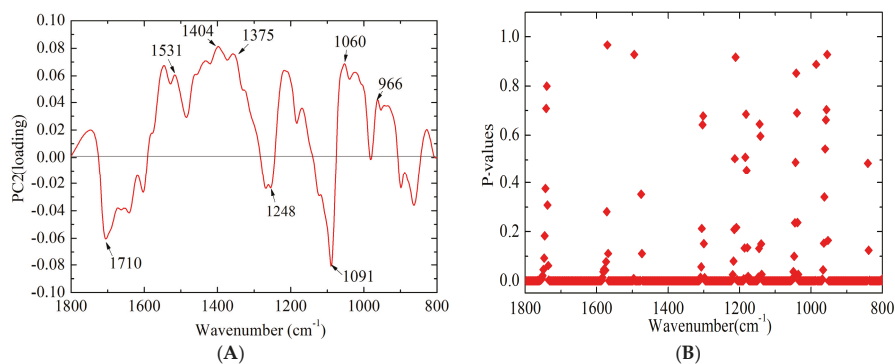 0.10
0.08
0.06
0.04
0.02
0.00
-0.02
-0.04
-0.06
-0.08
-0.10
PC2(loading)
1800 1600 1400 1200 1000 800
Wavenumber (cm⁻¹)
1710
1531
1404
1375
1248
1091
1060
966
(A)
B)
1.0
0.8
0.6
0.4
0.2
0.0
P-values
1800 1600 1400 1200 1000 800
Wavenumber(cm⁻¹)
(B)